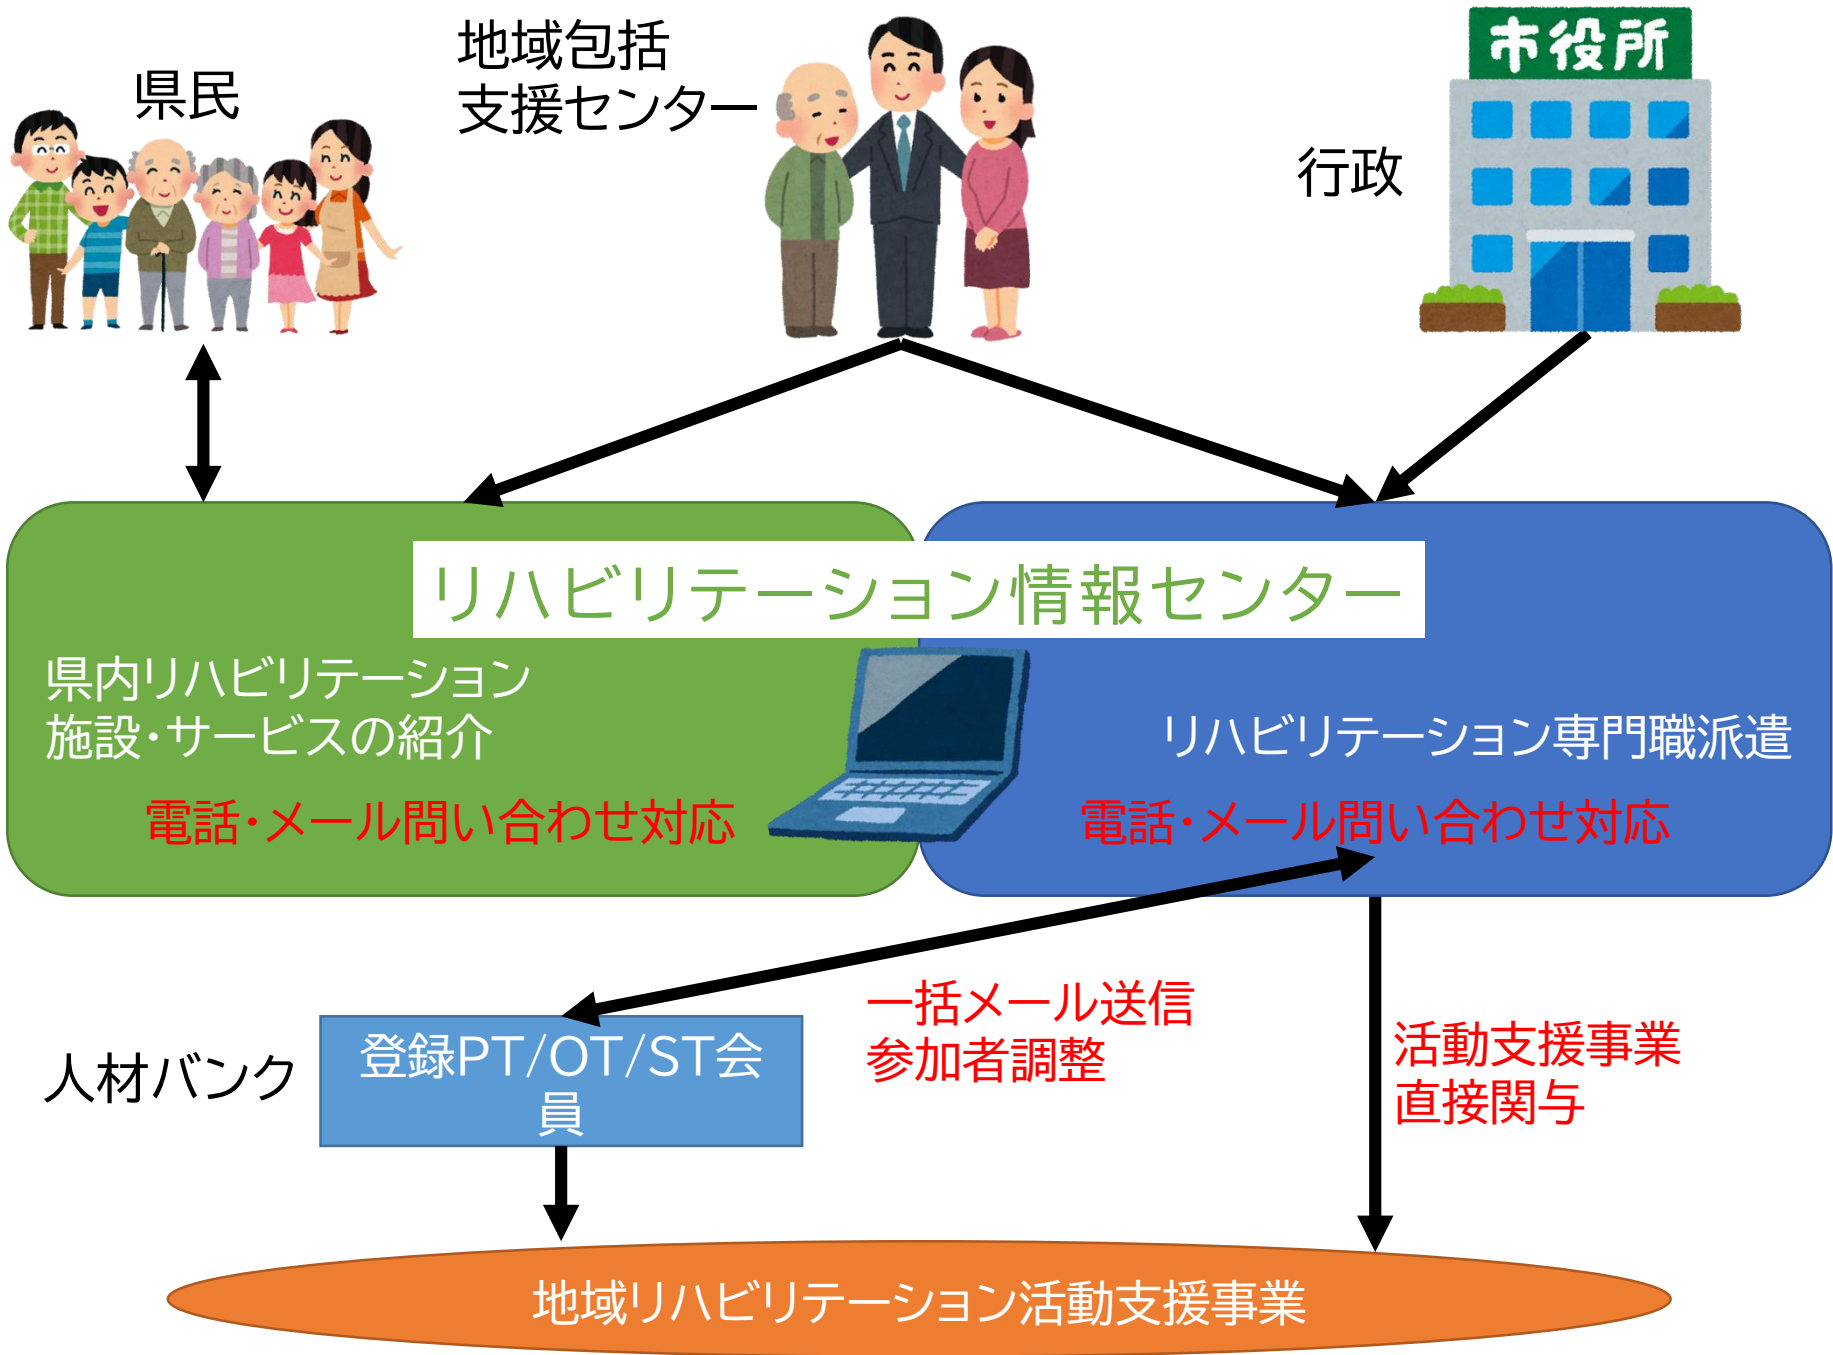 県民
地域包括
支援センター
市役所
行政
リハビリテーション情報センター
県内リハビリテーション
施設・サービスの紹介
電話・メール問い合わせ対応
リハビリテーション専門職派遣
電話・メール問い合わせ対応
人材バンク
登録PT/OT/ST会
員
一括メール送信
参加者調整
活動支援事業
直接関与
地域リハビリテーション活動支援事業